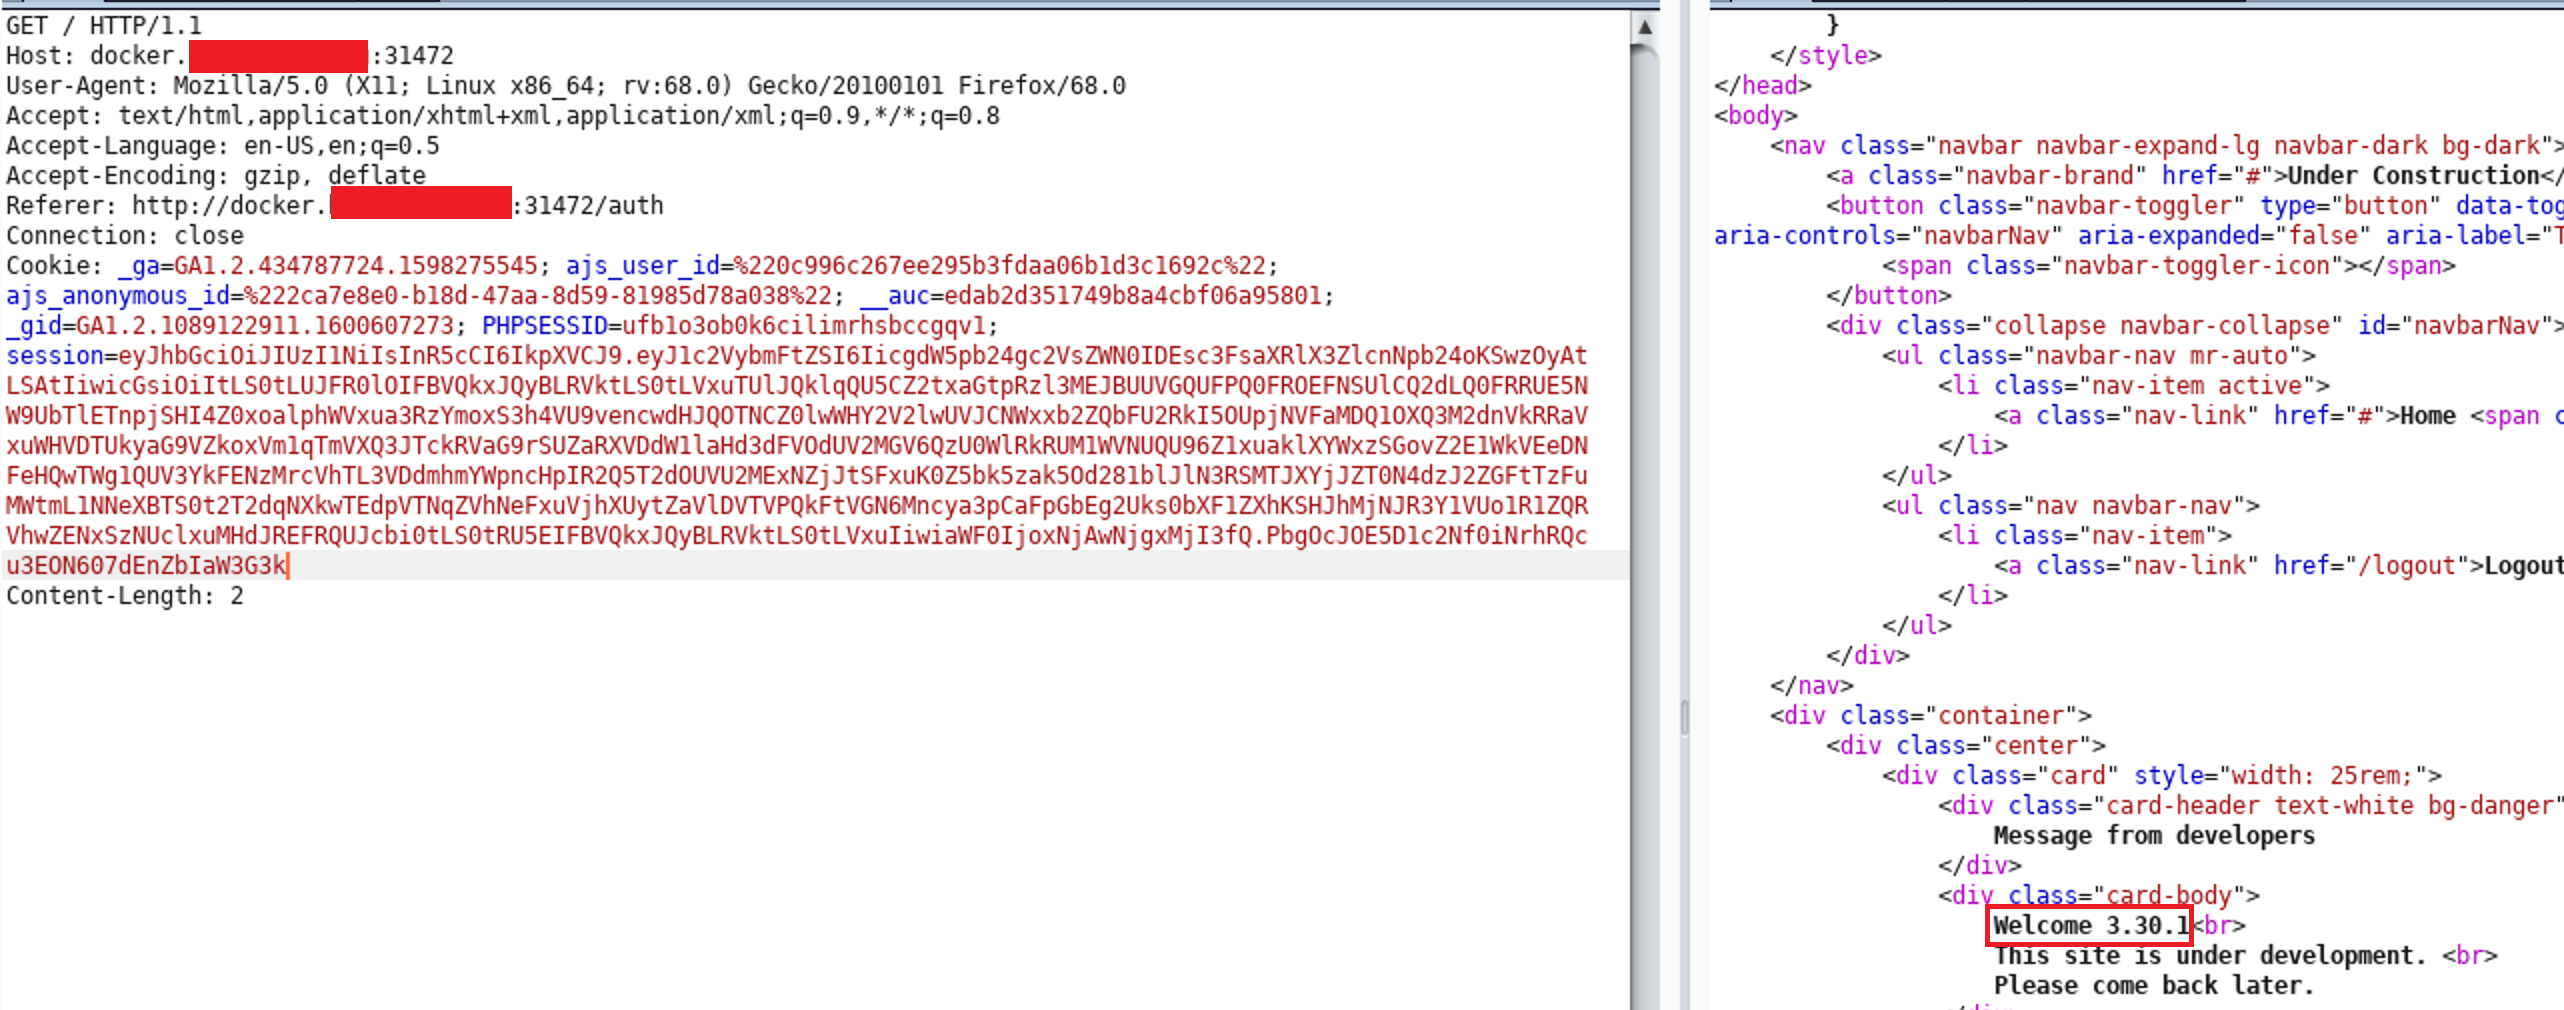 GET / HTTP/1.1
Host: docker.:31472
User-Agent: Mozilla/5.0 (X11; Linux x86_64; rv:68.0) Gecko/20100101 Firefox/68.0
Accept: text/html,application/xhtml+xml,application/xml;q=0.9,*/*;q=0.8
Accept-Language: en-US,en;q=0.5
Accept-Encoding: gzip, deflate
Referer: http://docker.:31472/auth
Connection: close
Cookie: _ga=GA1.2.434787724.1598275545; ajs_user_id=%220c996c267ee295b3fdaa06b1d3c1692c%22;
ajs_anonymous_id=%222ca7e8e0-b18d-47aa-8d59-81985d78a038%22; __auc=edab2d351749b8a4cbf06a95801;
_gid=GA1.2.1089122911.1600607273; PHPSESSID=ufb1o3ob0k6cilimrhsbccgqv1;
session=eyJhbGciOiJIUzI1NiIsInR5cCI6IkpXVCJ9.eyJ1c2VybmFtZSI6IicgdW5pb24gc2VsZWN0IDEsc3FsaXRlX3ZlcnNpb24oKSwzOyAt
LSAtIiwicGsiOiItLS0tLUJFR0lOIFBVQkxJQyBLRVktLS0tLVxuTUlJQklqQU5CZ2txaGtpRzl3MEJBUUVGQUFPQ0FROEFNSUlCQ2dLQ0FRRUE5N
W9UbTlETnpjSHI4Z0xoalphWVxua3RzYmoxS3h4VU9vencwdHJQOTNCZ0lwWHY2V2lwUVJCNWxxb2ZQbFU2RkI5OUpjNVFaMDQ1OXQ3M2dnVkRRaV
xuWHVDTUkyaG9VZkoxVm1qTmVXQ3JTckRVaG9rSUZaRXVDdW1laHd3dFVOdUV2MGV6QzU0WlRkRUM1WVNUQU96Z1xuaklXYWxzSGovZ2E1WkVEeDN
FeHQwTWg1QUV3YkFENzMrcVhTL3VDdmhmYWpncHpIR2Q5T2dOUVU2MExNZjJtSFxuK0Z5bk5zak5Od281blJlN3RSMTJXYjJZT0N4dzJ2ZGFtTzFu
MWtmL1NNeXBTS0t2T2dqNXkwTEdpVTNqZVhNeFxuVjhXUytZaVlDVTVPQkFtVGN6Mncya3pCaFpGbEg2Uks0bXF1ZXhKSHJhMjNJR3Y1VUo1R1ZQR
VhwZENxSzNUclxuMHdJREFRQUJcbi0tLS0tRU5EIFBVQkxJQyBLRVktLS0tLVxuIiwiaWF0IjoxNjAwNjgxMjI3fQ.PbgOcJOE5D1c2Nf0iNrhRQc
u3EON607dEnZbIaW3G3k
Content-Length: 2
}
</style>
</head>
<body>
<nav class="navbar navbar-expand-lg navbar-dark bg-dark">
<a class="navbar-brand" href="#">Under Construction</
<button class="navbar-toggler" type="button" data-tog
aria-controls="navbarNav" aria-expanded="false" aria-label="T
<span class="navbar-toggler-icon"></span>
</button>
<div class="collapse navbar-collapse" id="navbarNav">
<ul class="navbar-nav mr-auto">
<li class="nav-item active">
<a class="nav-link" href="#">Home <span c
</li>
</ul>
<ul class="nav navbar-nav">
<li class="nav-item">
<a class="nav-link" href="/logout">Logout
</li>
</ul>
</div>
</nav>
<div class="container">
<div class="center">
<div class="card" style="width: 25rem;">
<div class="card-header text-white bg-danger"
Message from developers
</div>
<div class="card-body">
Welcome 3.30.1<br>
This site is under development. <br>
Please come back later.